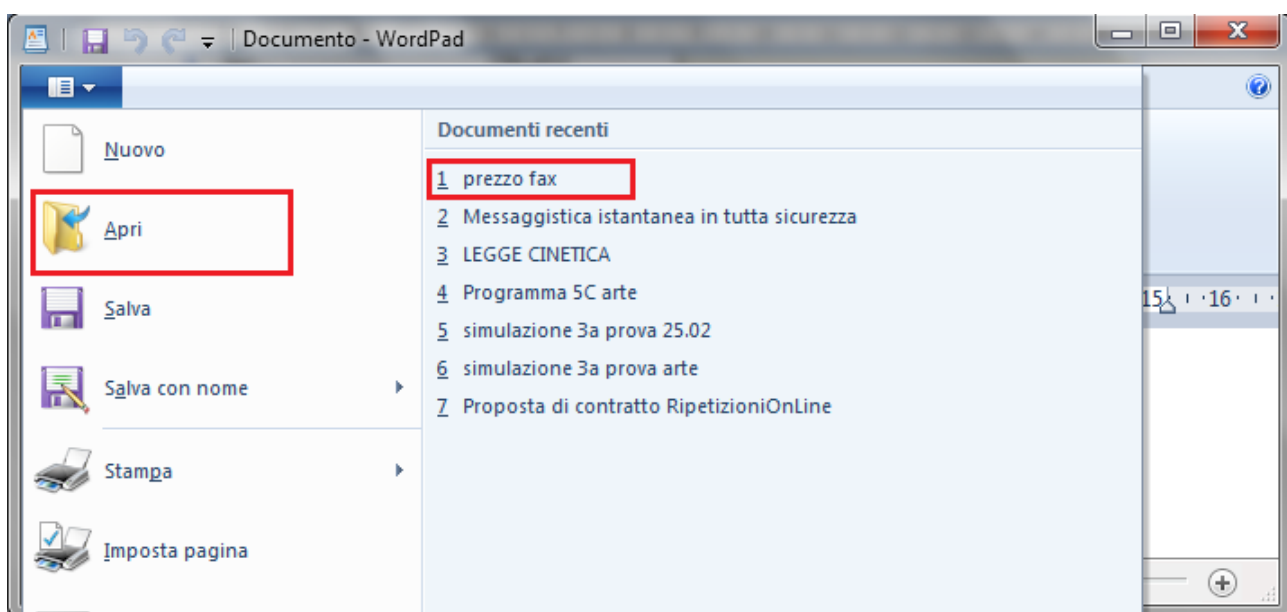 Documento - WordPad
Nuovo
Apri
Salva
Salva con nome
Stampa
Imposta pagina
Documenti recenti
1 prezzo fax
2 Messaggistica istantanea in tutta sicurezza
3 LEGGE CINETICA
4 Programma 5C arte
5 simulazione 3a prova 25.02
6 simulazione 3a prova arte
7 Proposta di contratto RipetizioniOnLine
15 · ı · 16 · ı ·